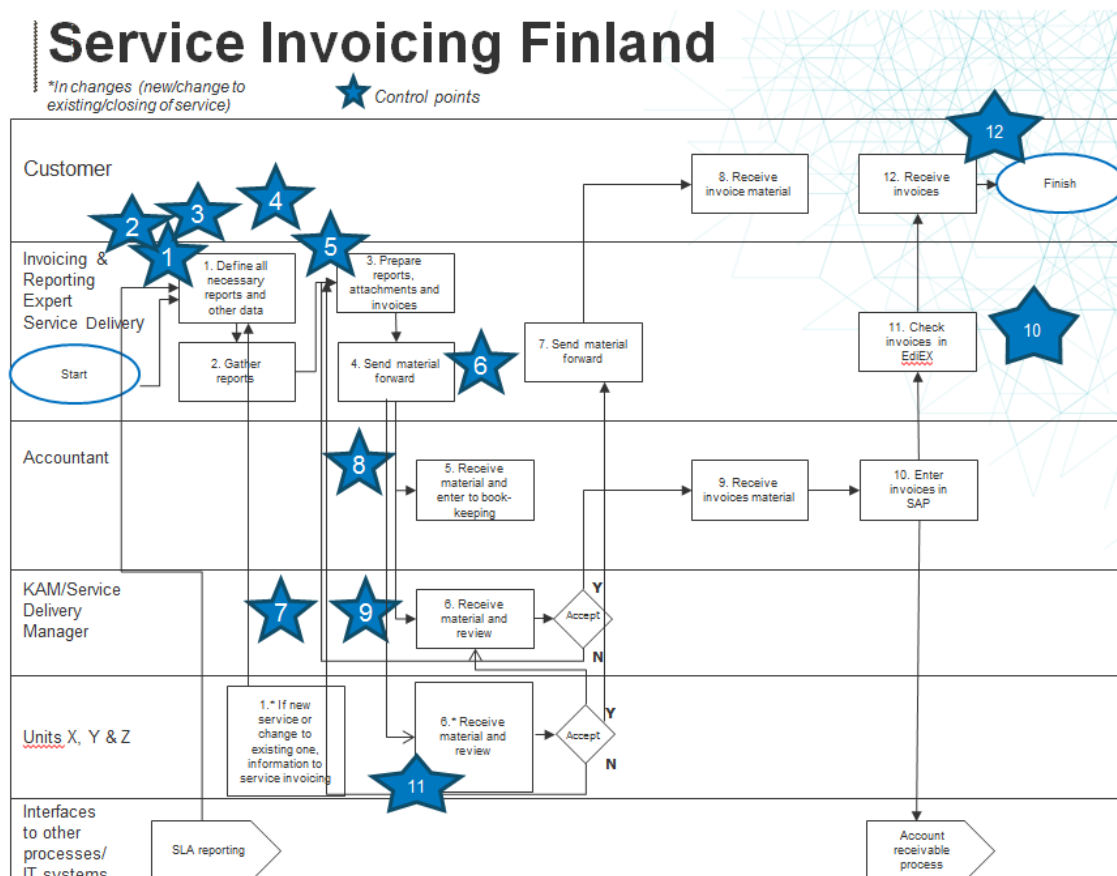 Service Invoicing Finland
*In changes (new/change to
existing/closing of service)
Control points
Customer
2
3
4
5
1
12
8. Receive
invoice material
12. Receive
invoices
Finish
Invoicing &
Reporting
Expert
Service Delivery
1. Define all
necessary
reports and
other data
3. Prepare
reports,
attachments and
invoices
Start
2. Gather
reports
4. Send material
forward
6
7. Send material
forward
11. Check
invoices in
EdiEX
10
Accountant
8
5. Receive
material and
enter to book-
keeping
9. Receive
invoices material
10. Enter
invoices in
SAP
KAM/Service
Delivery
Manager
7
9
6. Receive
material and
review
Accept
Y
N
Units X, Y & Z
1.* If new
service or
change to
existing one,
information to
service invoicing
6.* Receive
material and
review
Accept
Y
N
11
Interfaces
to other
processes/
IT systems
SLA reporting
Account
receivable
process